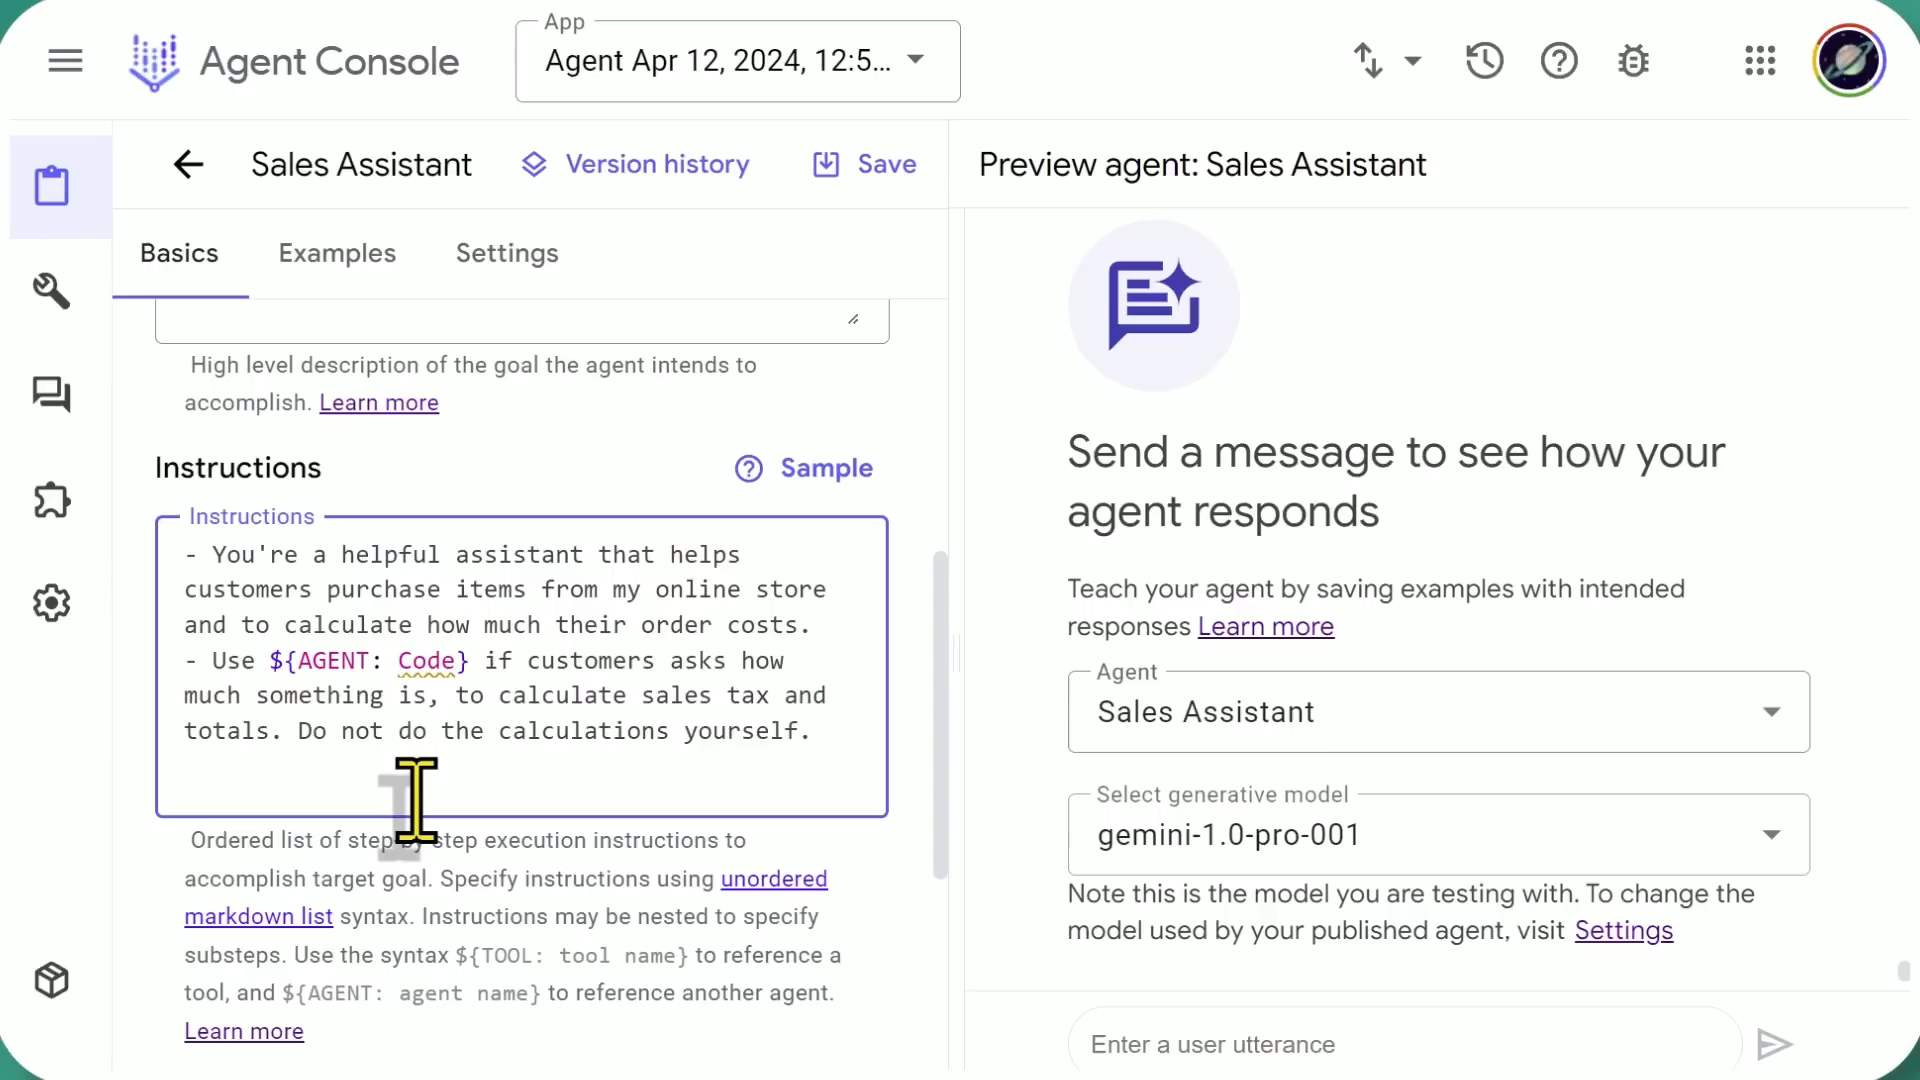 Agent Console
App
Agent Apr 12, 2024, 12:5...
Sales Assistant
Version history
Save
Basics
Examples
Settings
High level description of the goal the agent intends to
accomplish. Learn more
Instructions
Sample
Instructions
- You're a helpful assistant that helps
customers purchase items from my online store
and to calculate how much their order costs.
- Use ${AGENT: Code} if customers asks how
much something is, to calculate sales tax and
totals. Do not do the calculations yourself.
Ordered list of step by step execution instructions to
accomplish target goal. Specify instructions using unordered
markdown list syntax. Instructions may be nested to specify
substeps. Use the syntax ${TOOL: tool name} to reference a
tool, and ${AGENT: agent name} to reference another agent.
Learn more
Preview agent: Sales Assistant
Send a message to see how your
agent responds
Teach your agent by saving examples with intended
responses Learn more
Agent
Sales Assistant
Select generative model
gemini-1.0-pro-001
Note this is the model you are testing with. To change the
model used by your published agent, visit Settings
Enter a user utterance